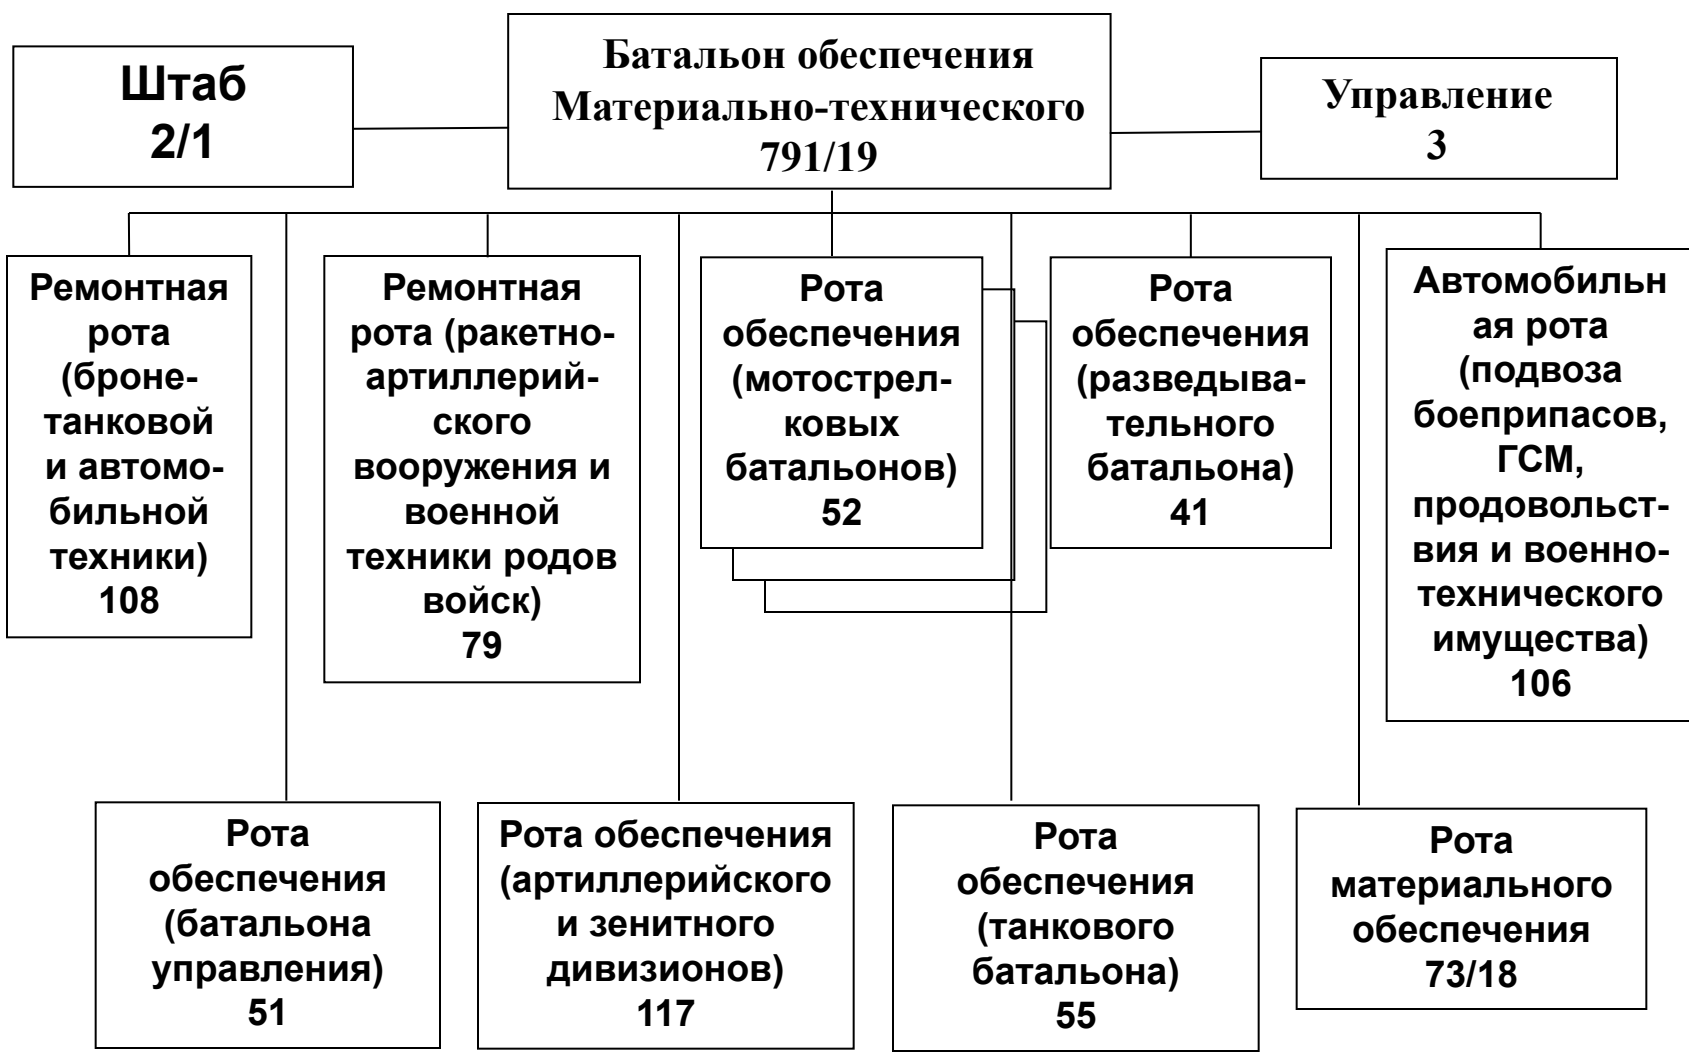 Штаб
2/1
Батальон обеспечения
Материально-технического
791/19
Управление
3
Ремонтная
рота
(броне-
танковой
и автомо-
бильной
техники)
108
Ремонтная
рота (ракетно-
артиллерий-
ского
вооружения и
военной
техники родов
войск)
79
Рота
обеспечения
(мотострел-
ковых
батальонов)
52
Рота
обеспечения
(разведыва-
тельного
батальона)
41
Автомобильн
ая рота
(подвоза
боеприпасов,
ГСМ,
продовольст-
вия и военно-
технического
имущества)
106
Рота
обеспечения
(батальона
управления)
51
Рота обеспечения
(артиллерийского
и зенитного
дивизионов)
117
Рота
обеспечения
(танкового
батальона)
55
Рота
материального
обеспечения
73/18